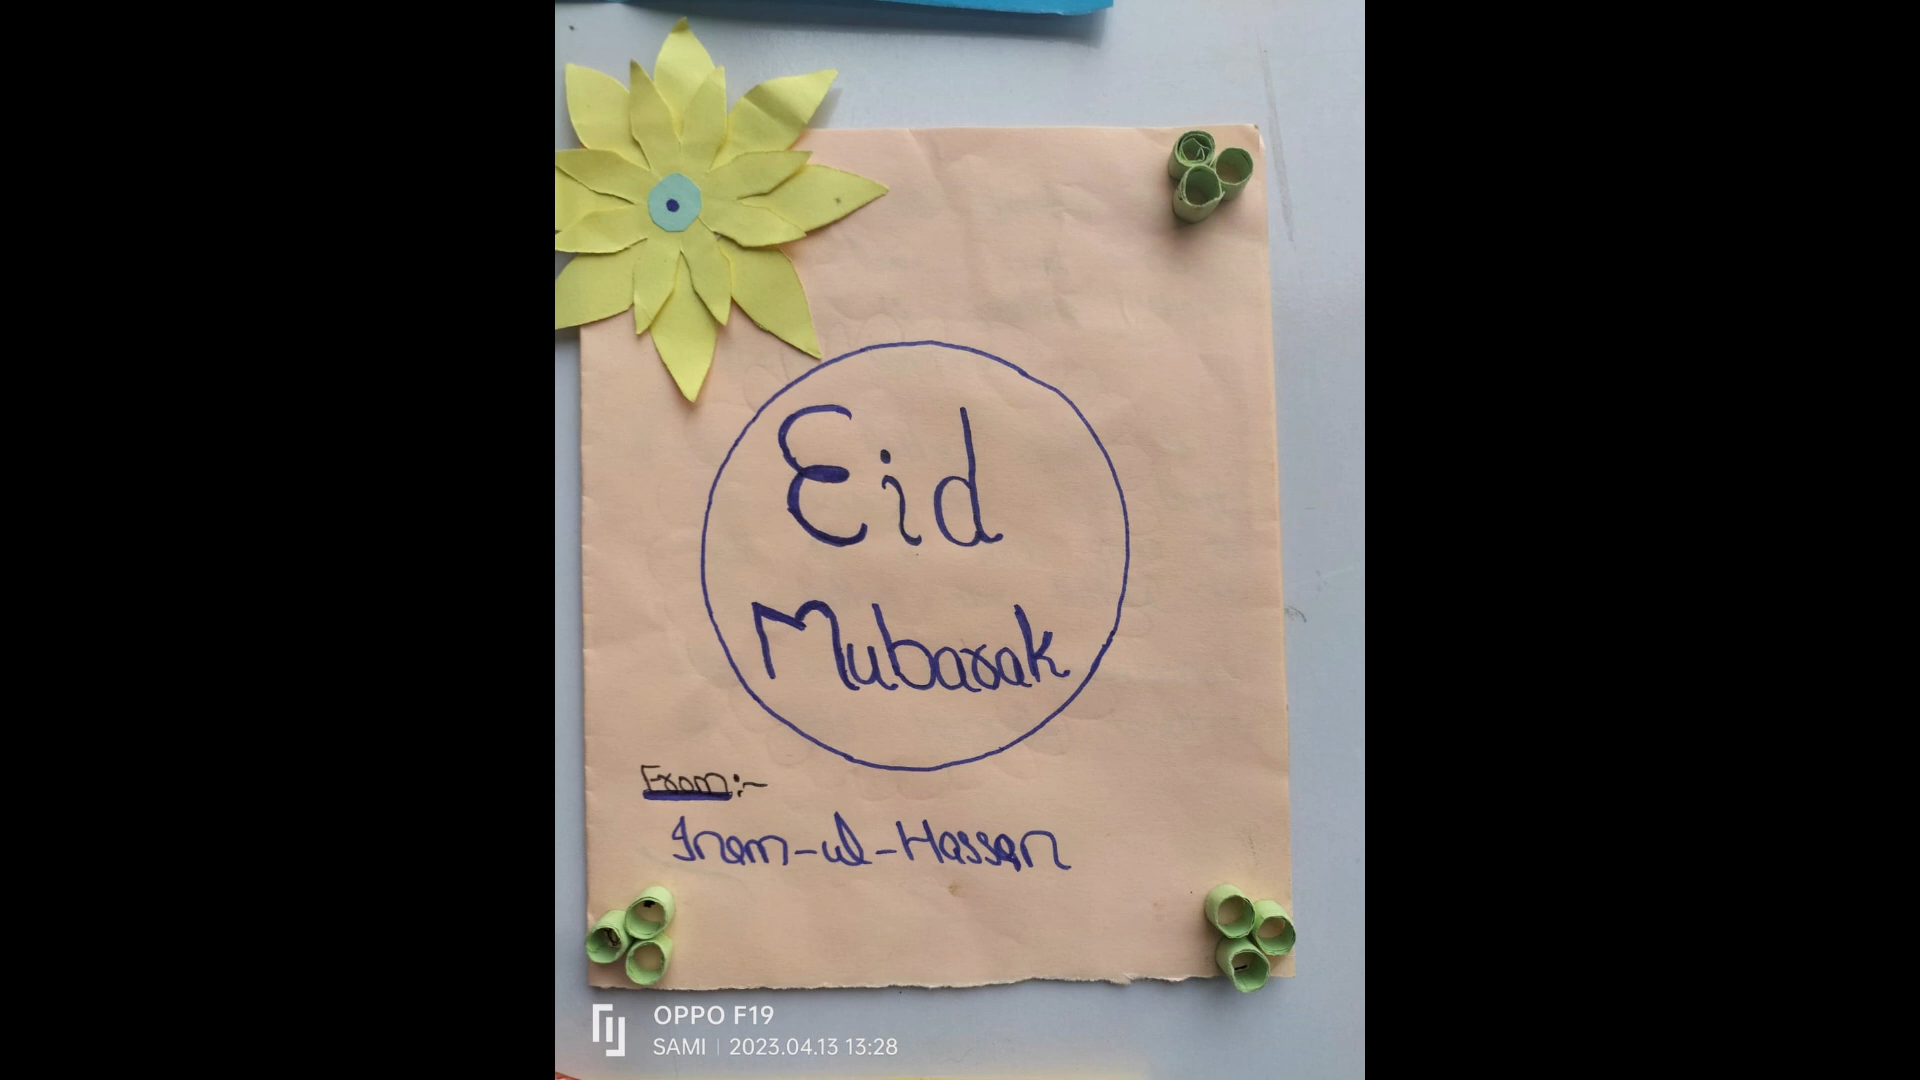 Eid
Mubarak
From:-
Inam-ul-Hassan
OPPO F19
SAMI | 2023.04.13 13:28